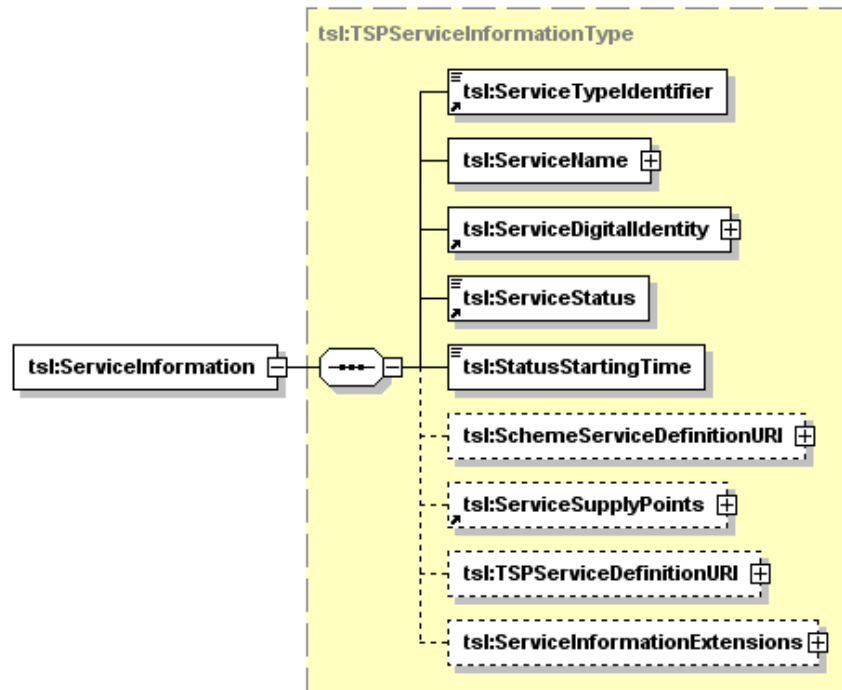 tsl:TSPServiceInformationType
tsl:ServiceTypeIdentifier
tsl:ServiceName
tsl:ServiceDigitalIdentity
tsl:ServiceStatus
tsl:ServiceInformation
tsl:StatusStartingTime
tsl:SchemeServiceDefinitionURI
tsl:ServiceSupplyPoints
tsl:TSPServiceDefinitionURI
tsl:ServiceInformationExtensions